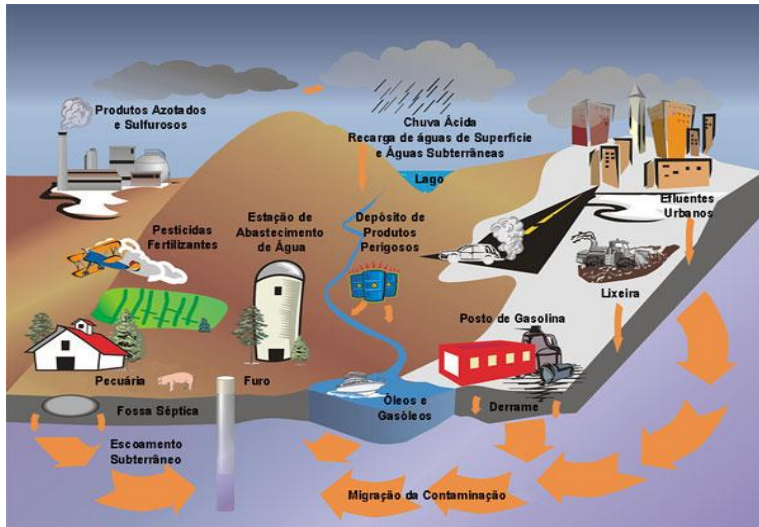 Produtos Azotados
e Sulfurosos
Chuva Ácida
Recarga de águas de Superfície
e Águas Subterrâneas
Lago
Efluentes
Urbanos
Pesticidas
Fertilizantes
Estação de
Abastecimento
de Água
Depósito de
Produtos
Perigosos
Lixeira
Posto de Gasolina
Pecuária
Furo
Fossa Séptica
Óleos e
Gasóleos
Derrame
Escoamento
Subterrâneo
Migração da Contaminação